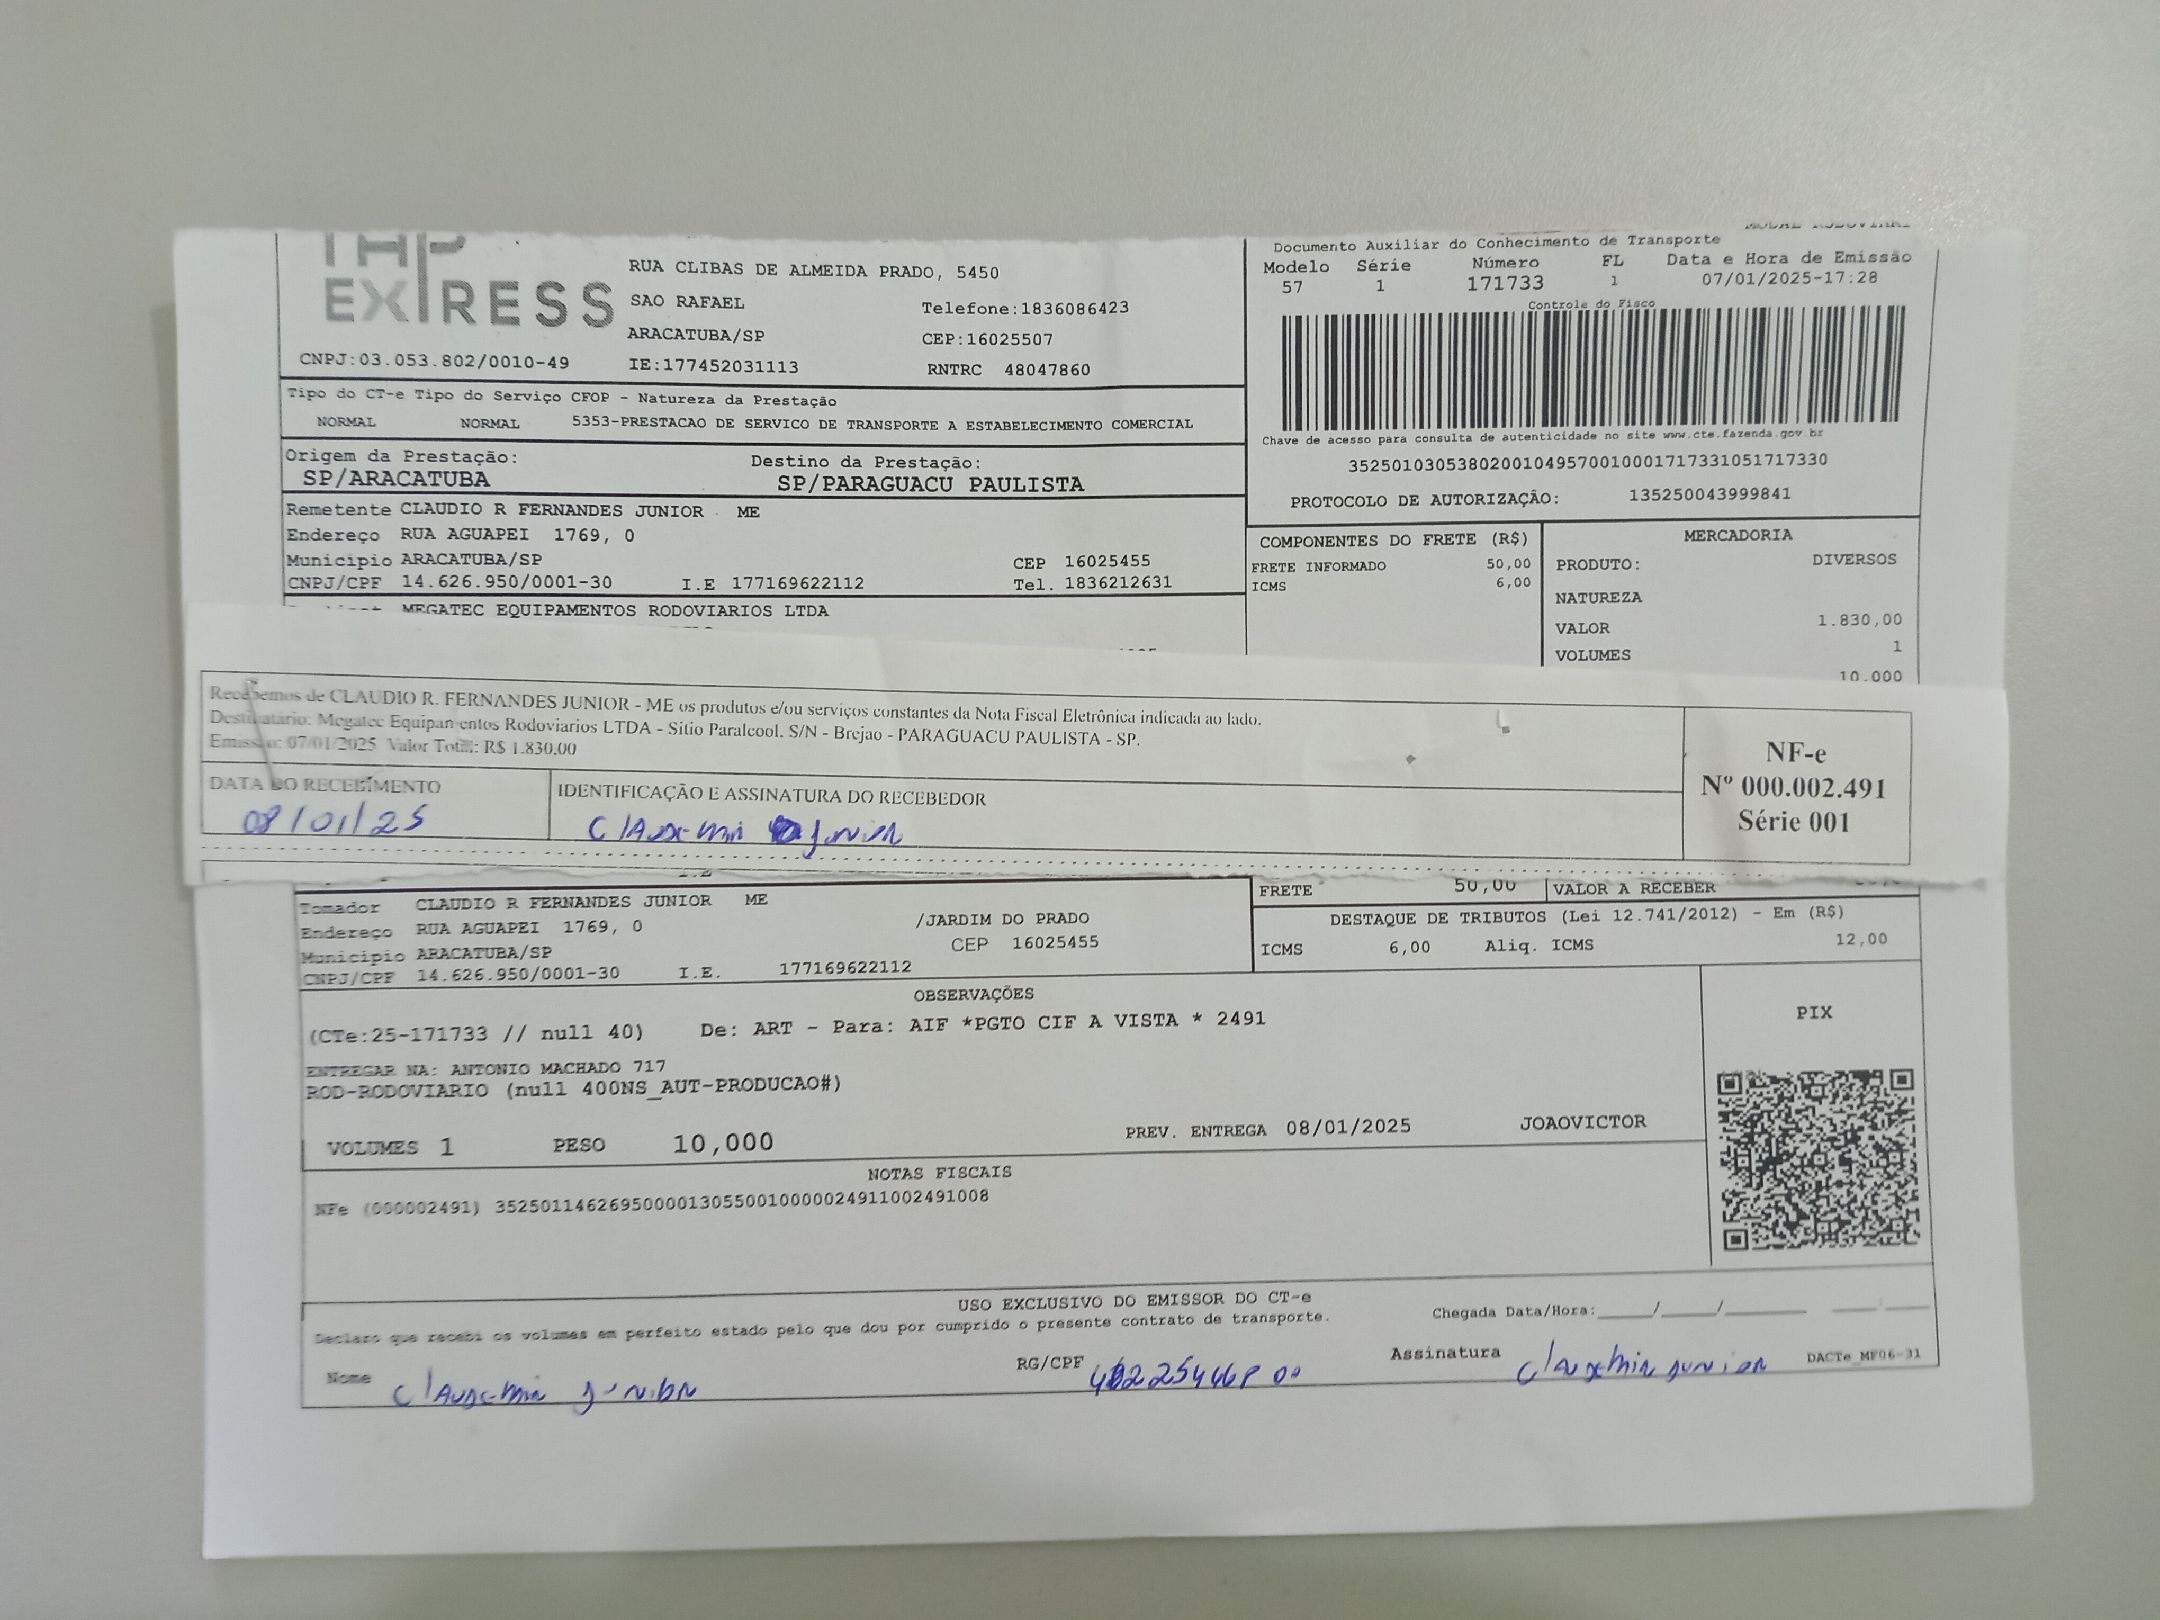 EXPRESS
RUA CLIBAS DE ALMEIDA PRADO, 5450
SAO RAFAEL Telefone:1836086423
ARACATUBA/SP CEP:16025507
CNPJ:03.053.802/0010-49 IE:177452031113 RNTRC 48047860
Documento Auxiliar do Conhecimento de Transporte
Modelo Série Número FL Data e Hora de Emissão
57 1 171733 1 07/01/2025-17:28
Controle do Fisco
Chave de acesso para consulta de autenticidade no site www.cte.fazenda.gov.br
35250103053802001049570010001717331051717330
PROTOCOLO DE AUTORIZAÇÃO: 135250043999841
Tipo do CT-e Tipo do Serviço CFOP - Natureza da Prestação
NORMAL NORMAL 5353-PRESTACAO DE SERVICO DE TRANSPORTE A ESTABELECIMENTO COMERCIAL
Origem da Prestação: Destino da Prestação:
SP/ARACATUBA SP/PARAGUACU PAULISTA
Remetente CLAUDIO R FERNANDES JUNIOR ME
Endereço RUA AGUAPEI 1769, 0
Municipio ARACATUBA/SP CEP 16025455
CNPJ/CPF 14.626.950/0001-30 I.E 177169622112 Tel. 1836212631
MEGATEC EQUIPAMENTOS RODOVIARIOS LTDA
COMPONENTES DO FRETE (R$)
FRETE INFORMADO 50,00
ICMS 6,00
MERCADORIA
PRODUTO: DIVERSOS
NATUREZA
VALOR 1.830,00
VOLUMES 1
10.000
Recebemos de CLAUDIO R. FERNANDES JUNIOR - ME os produtos e/ou serviços constantes da Nota Fiscal Eletrônica indicada ao lado.
Destinatário: Megatec Equipamentos Rodoviarios LTDA - Sitio Paralcool, S/N - Brejao - PARAGUACU PAULISTA - SP.
Emissão: 07/01/2025 Valor Total: R$ 1.830,00
DATA DO RECEBIMENTO IDENTIFICAÇÃO E ASSINATURA DO RECEBEDOR
08/01/25 Junior
NF-e
Nº 000.002.491
Série 001
FRETE 50,00 VALOR A RECEBER
Tomador CLAUDIO R FERNANDES JUNIOR ME
Endereço RUA AGUAPEI 1769, 0 /JARDIM DO PRADO
Municipio ARACATUBA/SP CEP 16025455
CNPJ/CPF 14.626.950/0001-30 I.E. 177169622112
DESTAQUE DE TRIBUTOS (Lei 12.741/2012) - Em (R$)
ICMS 6,00 Aliq. ICMS 12,00
OBSERVAÇÕES
(CTe:25-171733 // null 40) De: ART - Para: AIF *PGTO CIF A VISTA * 2491
ENTREGAR NA: ANTONIO MACHADO 717
ROD-RODOVIARIO (null 400NS_AUT-PRODUCAO#)
VOLUMES 1 PESO 10,000 PREV. ENTREGA 08/01/2025 JOAOVICTOR
PIX
NOTAS FISCAIS
NFe (000002491) 35250114626950000130550010000024911002491008
USO EXCLUSIVO DO EMISSOR DO CT-e
Declaro que recebi os volumes em perfeito estado pelo que dou por cumprido o presente contrato de transporte.
Chegada Data/Hora:____/____/______
Nome Junior RG/CPF Assinatura Junior DACTe_MF06-31